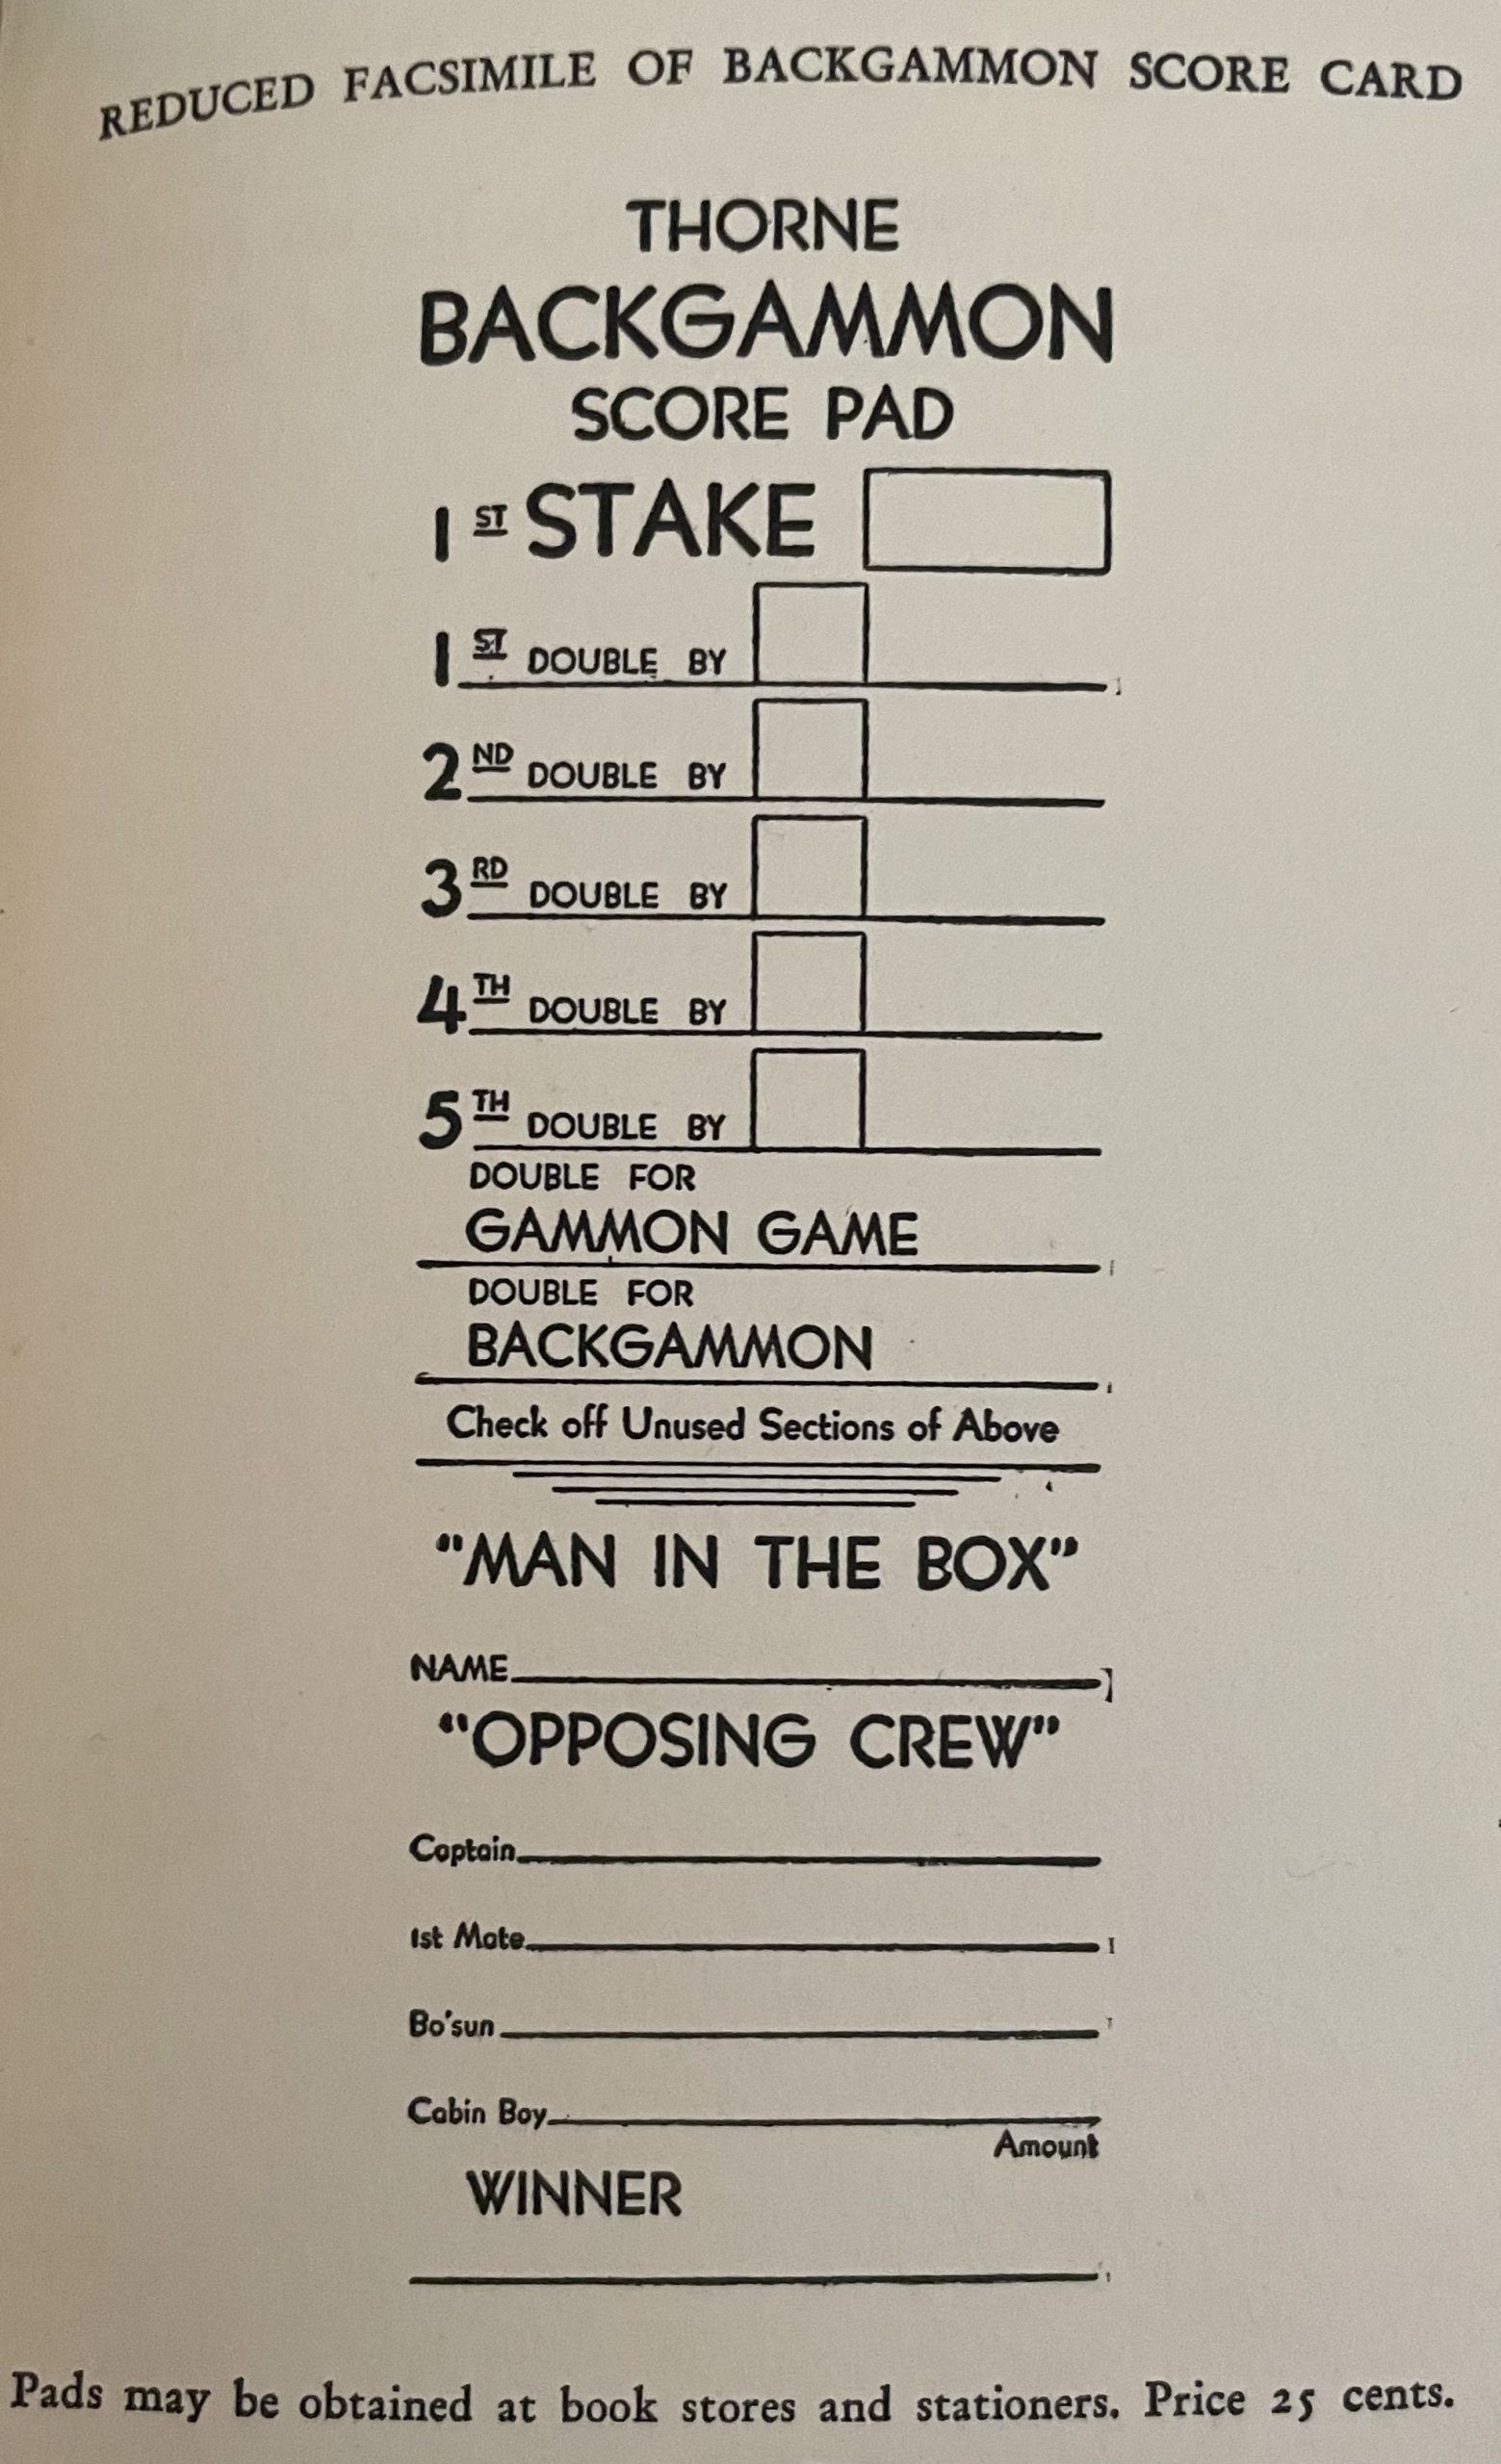 REDUCED FACSIMILE OF BACKGAMMON SCORE CARD
THORNE
BACKGAMMON
SCORE PAD
1ST STAKE
1ST DOUBLE BY
2ND DOUBLE BY
3RD DOUBLE BY
4TH DOUBLE BY
5TH DOUBLE BY
DOUBLE FOR
GAMMON GAME
DOUBLE FOR
BACKGAMMON
Check off Unused Sections of Above
"MAN IN THE BOX"
NAME
"OPPOSING CREW"
Captain
1st Mate
Bo'sun
Cabin Boy
Amount
WINNER
Pads may be obtained at book stores and stationers. Price 25 cents.